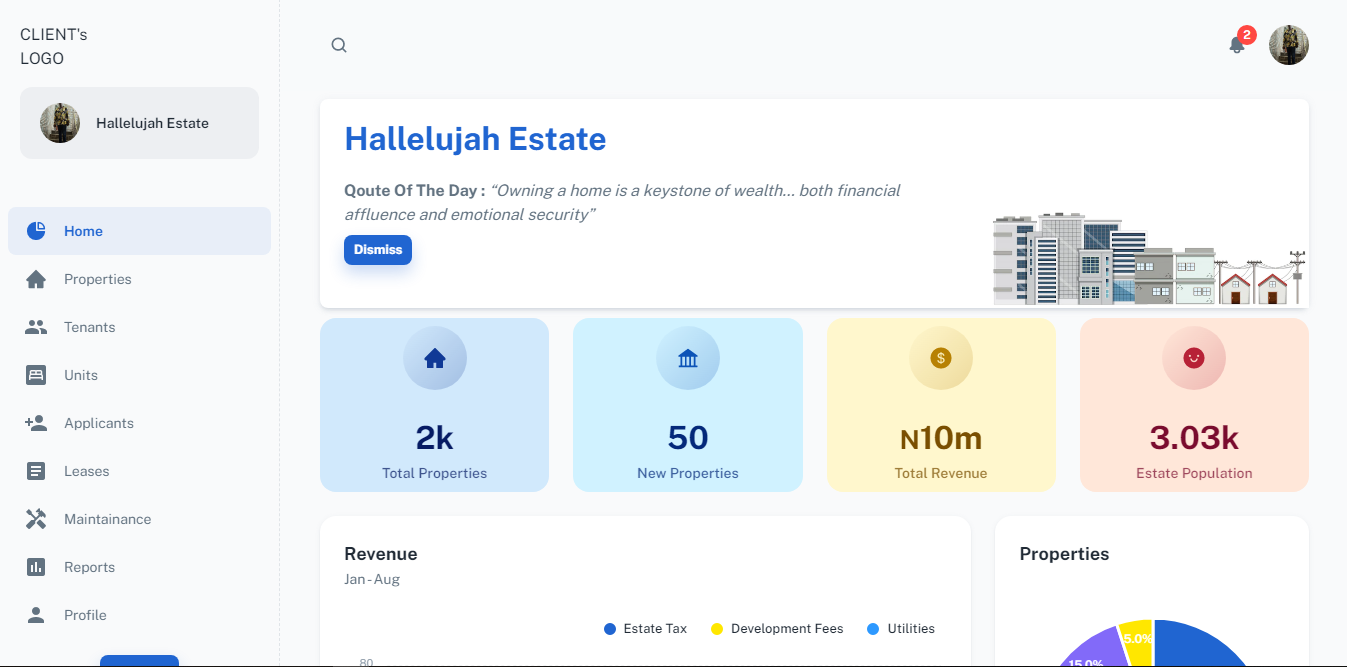 CLIENT's
LOGO
Hallelujah Estate
Home
Properties
Tenants
Units
Applicants
Leases
Maintainance
Reports
Profile
2
Hallelujah Estate
Qoute Of The Day : “Owning a home is a keystone of wealth... both financial
affluence and emotional security”
Dismiss
2k
Total Properties
50
New Properties
$
N10m
Total Revenue
3.03k
Estate Population
Revenue
Jan - Aug
Estate Tax
Development Fees
Utilities
80
Properties
5.0%
15.0%